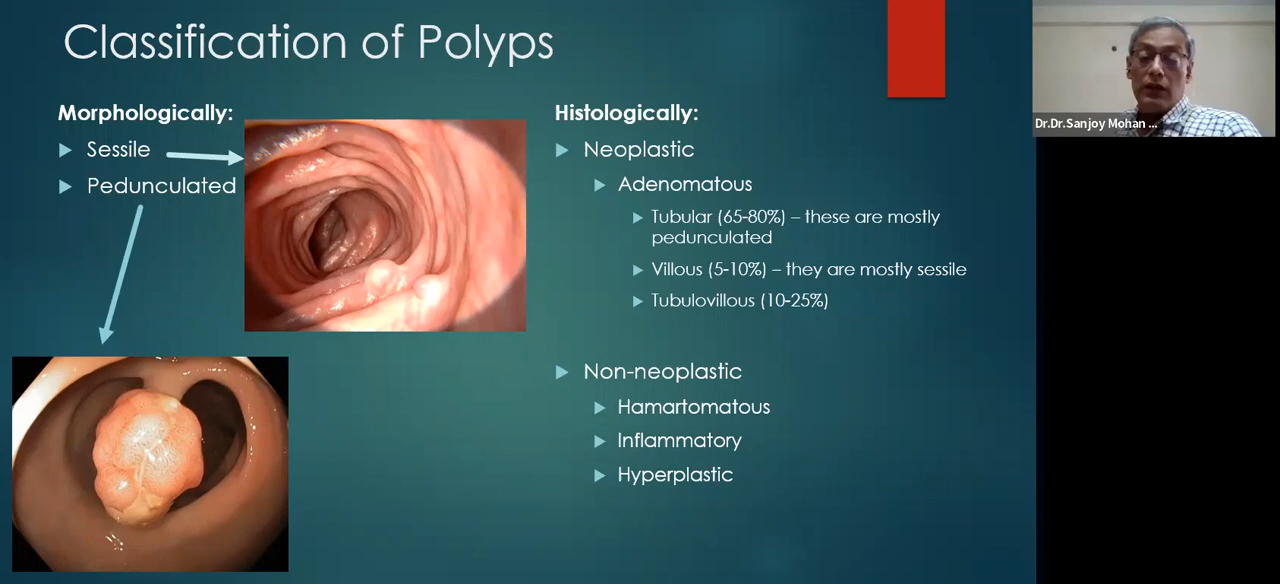 Classification of Polyps
Morphologically:
Sessile
Pedunculated
Histologically:
Neoplastic
Adenomatous
Tubular (65-80%) – these are mostly
pedunculated
Villous (5-10%) – they are mostly sessile
Tubulovillous (10-25%)
Non-neoplastic
Hamartomatous
Inflammatory
Hyperplastic
Dr.Dr.Sanjoy Mohan ...